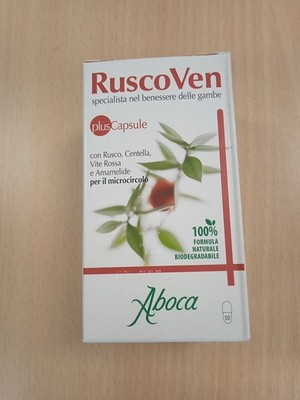 RuscoVen
specialista nel benessere delle gambe
plusCapsule
con Rusco, Centella,
Vite Rossa
e Amamelide
per il microcircolo
100%
FORMULA
NATURALE
BIODEGRADABILE
Aboca
50